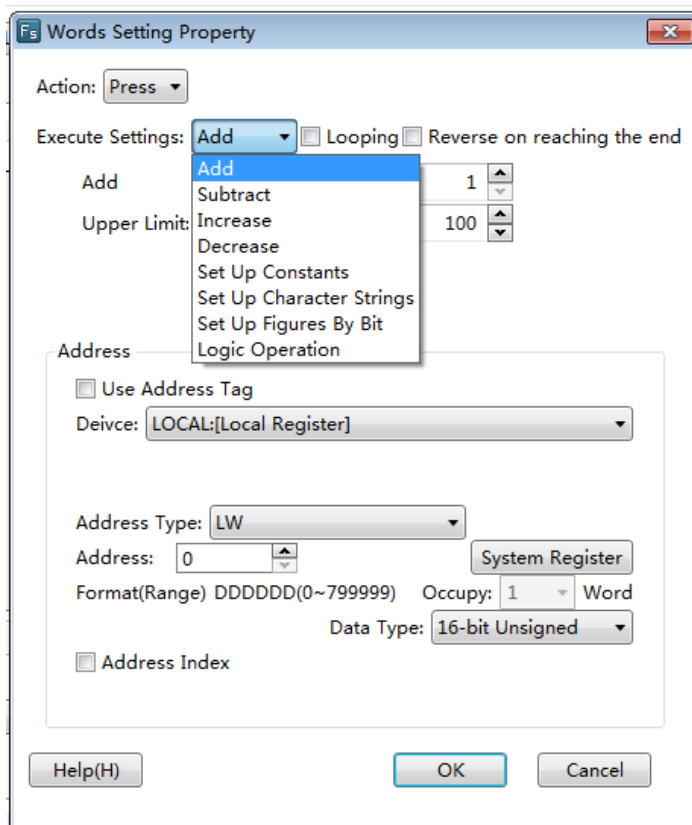 Fs Words Setting Property
Action: Press
Execute Settings: Add Looping Reverse on reaching the end
Add
Subtract
Increase
Decrease
Set Up Constants
Set Up Character Strings
Set Up Figures By Bit
Logic Operation
Add 1
Upper Limit: 100
Address
Use Address Tag
Deivce: LOCAL:[Local Register]
Address Type: LW
Address: 0 System Register
Format(Range) DDDDDD(0~799999) Occupy: 1 Word
Data Type: 16-bit Unsigned
Address Index
Help(H) OK Cancel